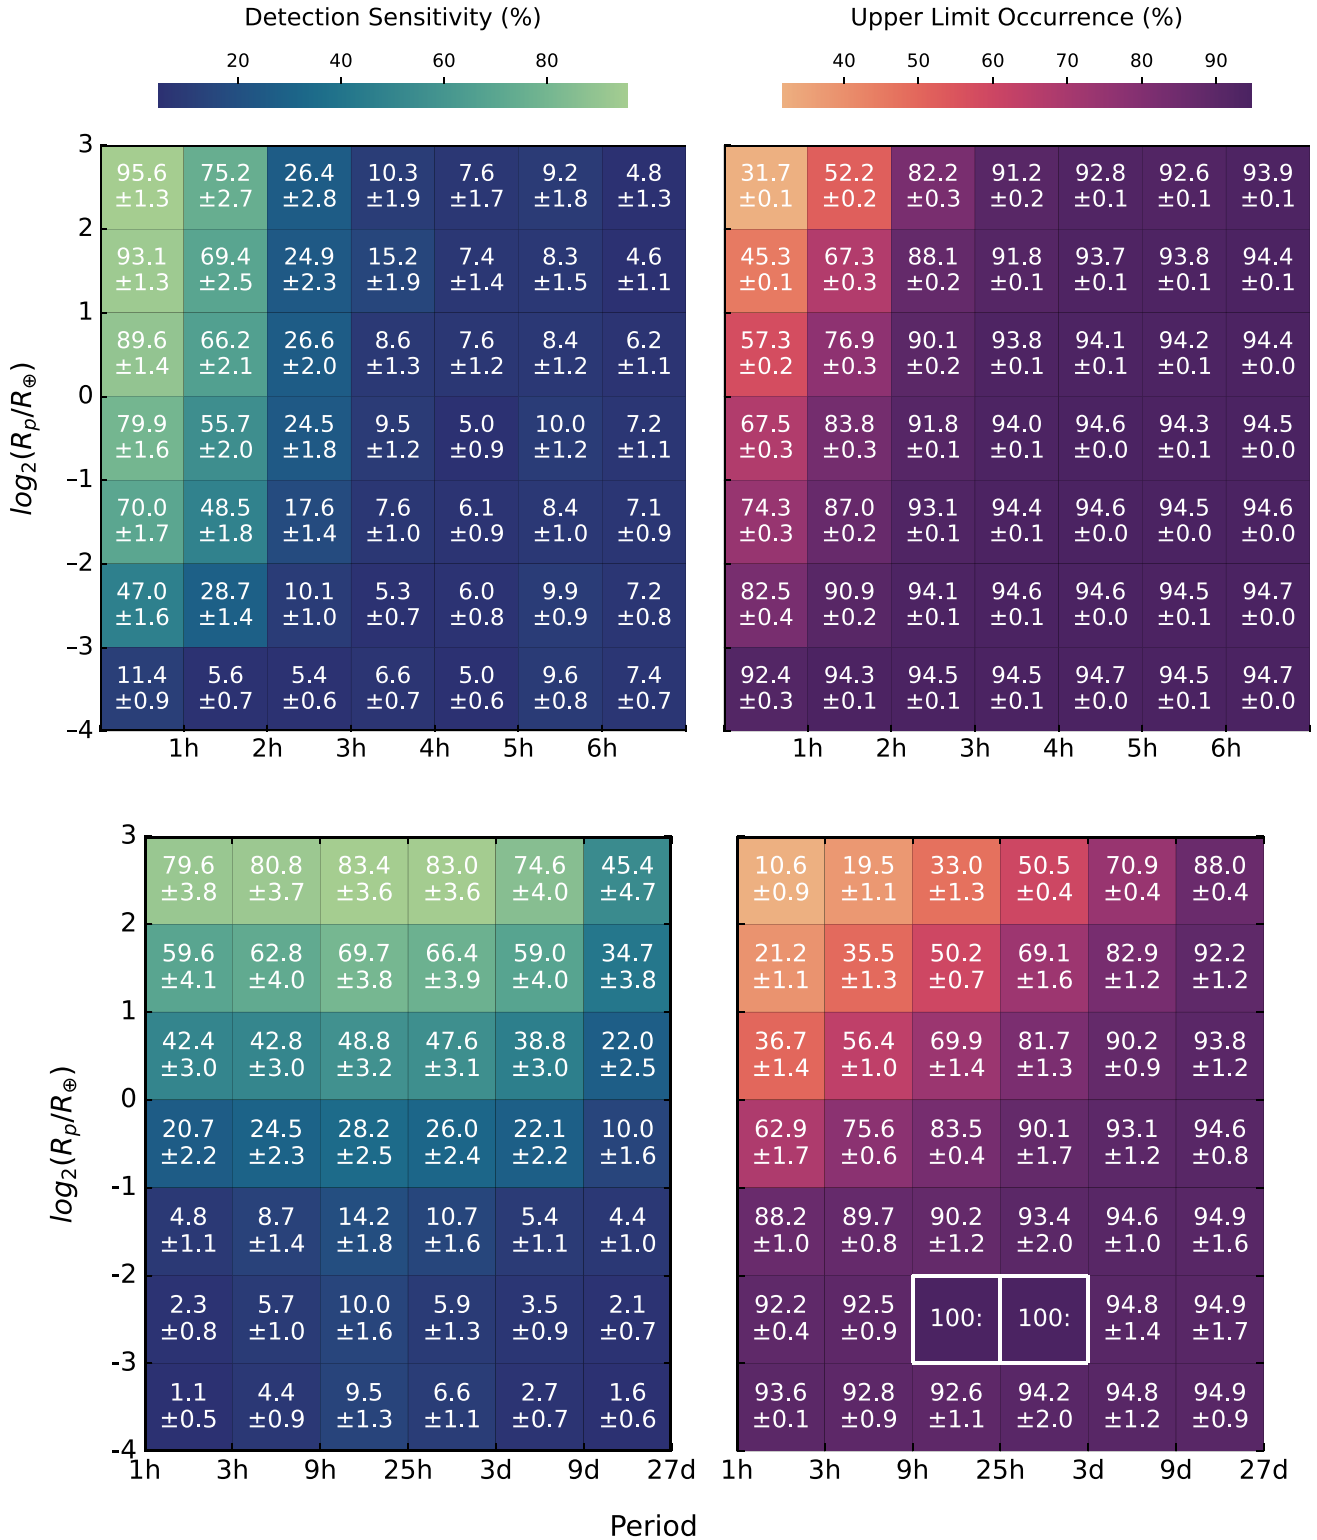 Detection Sensitivity (%)
Upper Limit Occurrence (%)
20 40 60 80
40 50 60 70 80 90
3
95.6 75.2 26.4 10.3 7.6 9.2 4.8
±1.3 ±2.7 ±2.8 ±1.9 ±1.7 ±1.8 ±1.3
2
93.1 69.4 24.9 15.2 7.4 8.3 4.6
±1.3 ±2.5 ±2.3 ±1.9 ±1.4 ±1.5 ±1.1
1
89.6 66.2 26.6 8.6 7.6 8.4 6.2
±1.4 ±2.1 ±2.0 ±1.3 ±1.2 ±1.2 ±1.1
0
79.9 55.7 24.5 9.5 5.0 10.0 7.2
±1.6 ±2.0 ±1.8 ±1.2 ±0.9 ±1.2 ±1.1
–1
70.0 48.5 17.6 7.6 6.1 8.4 7.1
±1.7 ±1.8 ±1.4 ±1.0 ±0.9 ±1.0 ±0.9
–2
47.0 28.7 10.1 5.3 6.0 9.9 7.2
±1.6 ±1.4 ±1.0 ±0.7 ±0.8 ±0.9 ±0.8
–3
11.4 5.6 5.4 6.6 5.0 9.6 7.4
±0.9 ±0.7 ±0.6 ±0.7 ±0.6 ±0.8 ±0.7
–4
log₂(Rₚ/R⊕)
1h 2h 3h 4h 5h 6h
31.7 52.2 82.2 91.2 92.8 92.6 93.9
±0.1 ±0.2 ±0.3 ±0.2 ±0.1 ±0.1 ±0.1
45.3 67.3 88.1 91.8 93.7 93.8 94.4
±0.1 ±0.3 ±0.2 ±0.1 ±0.1 ±0.1 ±0.1
57.3 76.9 90.1 93.8 94.1 94.2 94.4
±0.2 ±0.3 ±0.2 ±0.1 ±0.1 ±0.1 ±0.0
67.5 83.8 91.8 94.0 94.6 94.3 94.5
±0.3 ±0.3 ±0.1 ±0.1 ±0.0 ±0.1 ±0.0
74.3 87.0 93.1 94.4 94.6 94.5 94.6
±0.3 ±0.2 ±0.1 ±0.1 ±0.0 ±0.0 ±0.0
82.5 90.9 94.1 94.6 94.6 94.5 94.7
±0.4 ±0.2 ±0.1 ±0.1 ±0.0 ±0.1 ±0.0
92.4 94.3 94.5 94.5 94.7 94.5 94.7
±0.3 ±0.1 ±0.1 ±0.1 ±0.0 ±0.1 ±0.0
1h 2h 3h 4h 5h 6h
3
79.6 80.8 83.4 83.0 74.6 45.4
±3.8 ±3.7 ±3.6 ±3.6 ±4.0 ±4.7
2
59.6 62.8 69.7 66.4 59.0 34.7
±4.1 ±4.0 ±3.8 ±3.9 ±4.0 ±3.8
1
42.4 42.8 48.8 47.6 38.8 22.0
±3.0 ±3.0 ±3.2 ±3.1 ±3.0 ±2.5
0
20.7 24.5 28.2 26.0 22.1 10.0
±2.2 ±2.3 ±2.5 ±2.4 ±2.2 ±1.6
-1
4.8 8.7 14.2 10.7 5.4 4.4
±1.1 ±1.4 ±1.8 ±1.6 ±1.1 ±1.0
-2
2.3 5.7 10.0 5.9 3.5 2.1
±0.8 ±1.0 ±1.6 ±1.3 ±0.9 ±0.7
-3
1.1 4.4 9.5 6.6 2.7 1.6
±0.5 ±0.9 ±1.3 ±1.1 ±0.7 ±0.6
-4
log₂(Rₚ/R⊕)
1h 3h 9h 25h 3d 9d 27d
10.6 19.5 33.0 50.5 70.9 88.0
±0.9 ±1.1 ±1.3 ±0.4 ±0.4 ±0.4
21.2 35.5 50.2 69.1 82.9 92.2
±1.1 ±1.3 ±0.7 ±1.6 ±1.2 ±1.2
36.7 56.4 69.9 81.7 90.2 93.8
±1.4 ±1.0 ±1.4 ±1.3 ±0.9 ±1.2
62.9 75.6 83.5 90.1 93.1 94.6
±1.7 ±0.6 ±0.4 ±1.7 ±1.2 ±0.8
88.2 89.7 90.2 93.4 94.6 94.9
±1.0 ±0.8 ±1.2 ±2.0 ±1.0 ±1.6
92.2 92.5 100: 100: 94.8 94.9
±0.4 ±0.9 ±1.4 ±1.7
93.6 92.8 92.6 94.2 94.8 94.9
±0.1 ±0.9 ±1.1 ±2.0 ±1.2 ±0.9
1h 3h 9h 25h 3d 9d 27d
Period